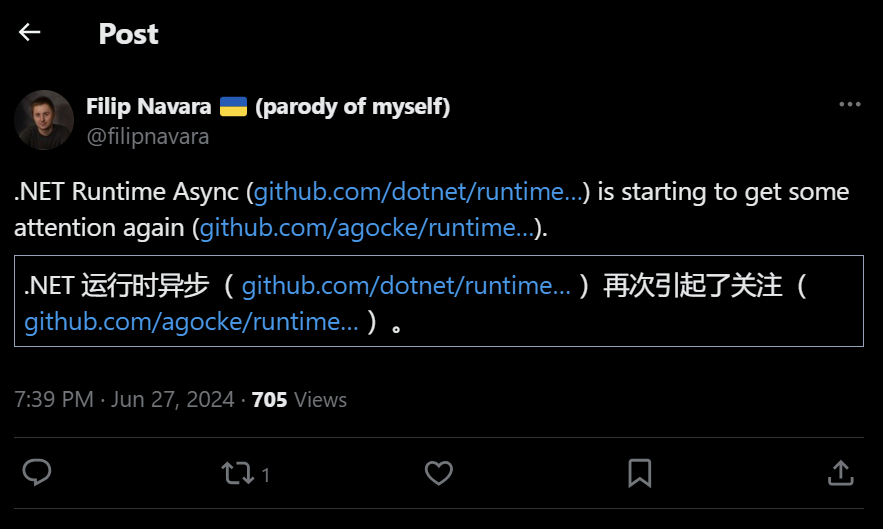 Post
Filip Navara 🇺🇦 (parody of myself)
@filipnavara
.NET Runtime Async (github.com/dotnet/runtime…) is starting to get some
attention again (github.com/agocke/runtime…).
.NET 运行时异步（ github.com/dotnet/runtime… ）再次引起了关注（
github.com/agocke/runtime… ）。
7:39 PM · Jun 27, 2024 · 705 Views
1